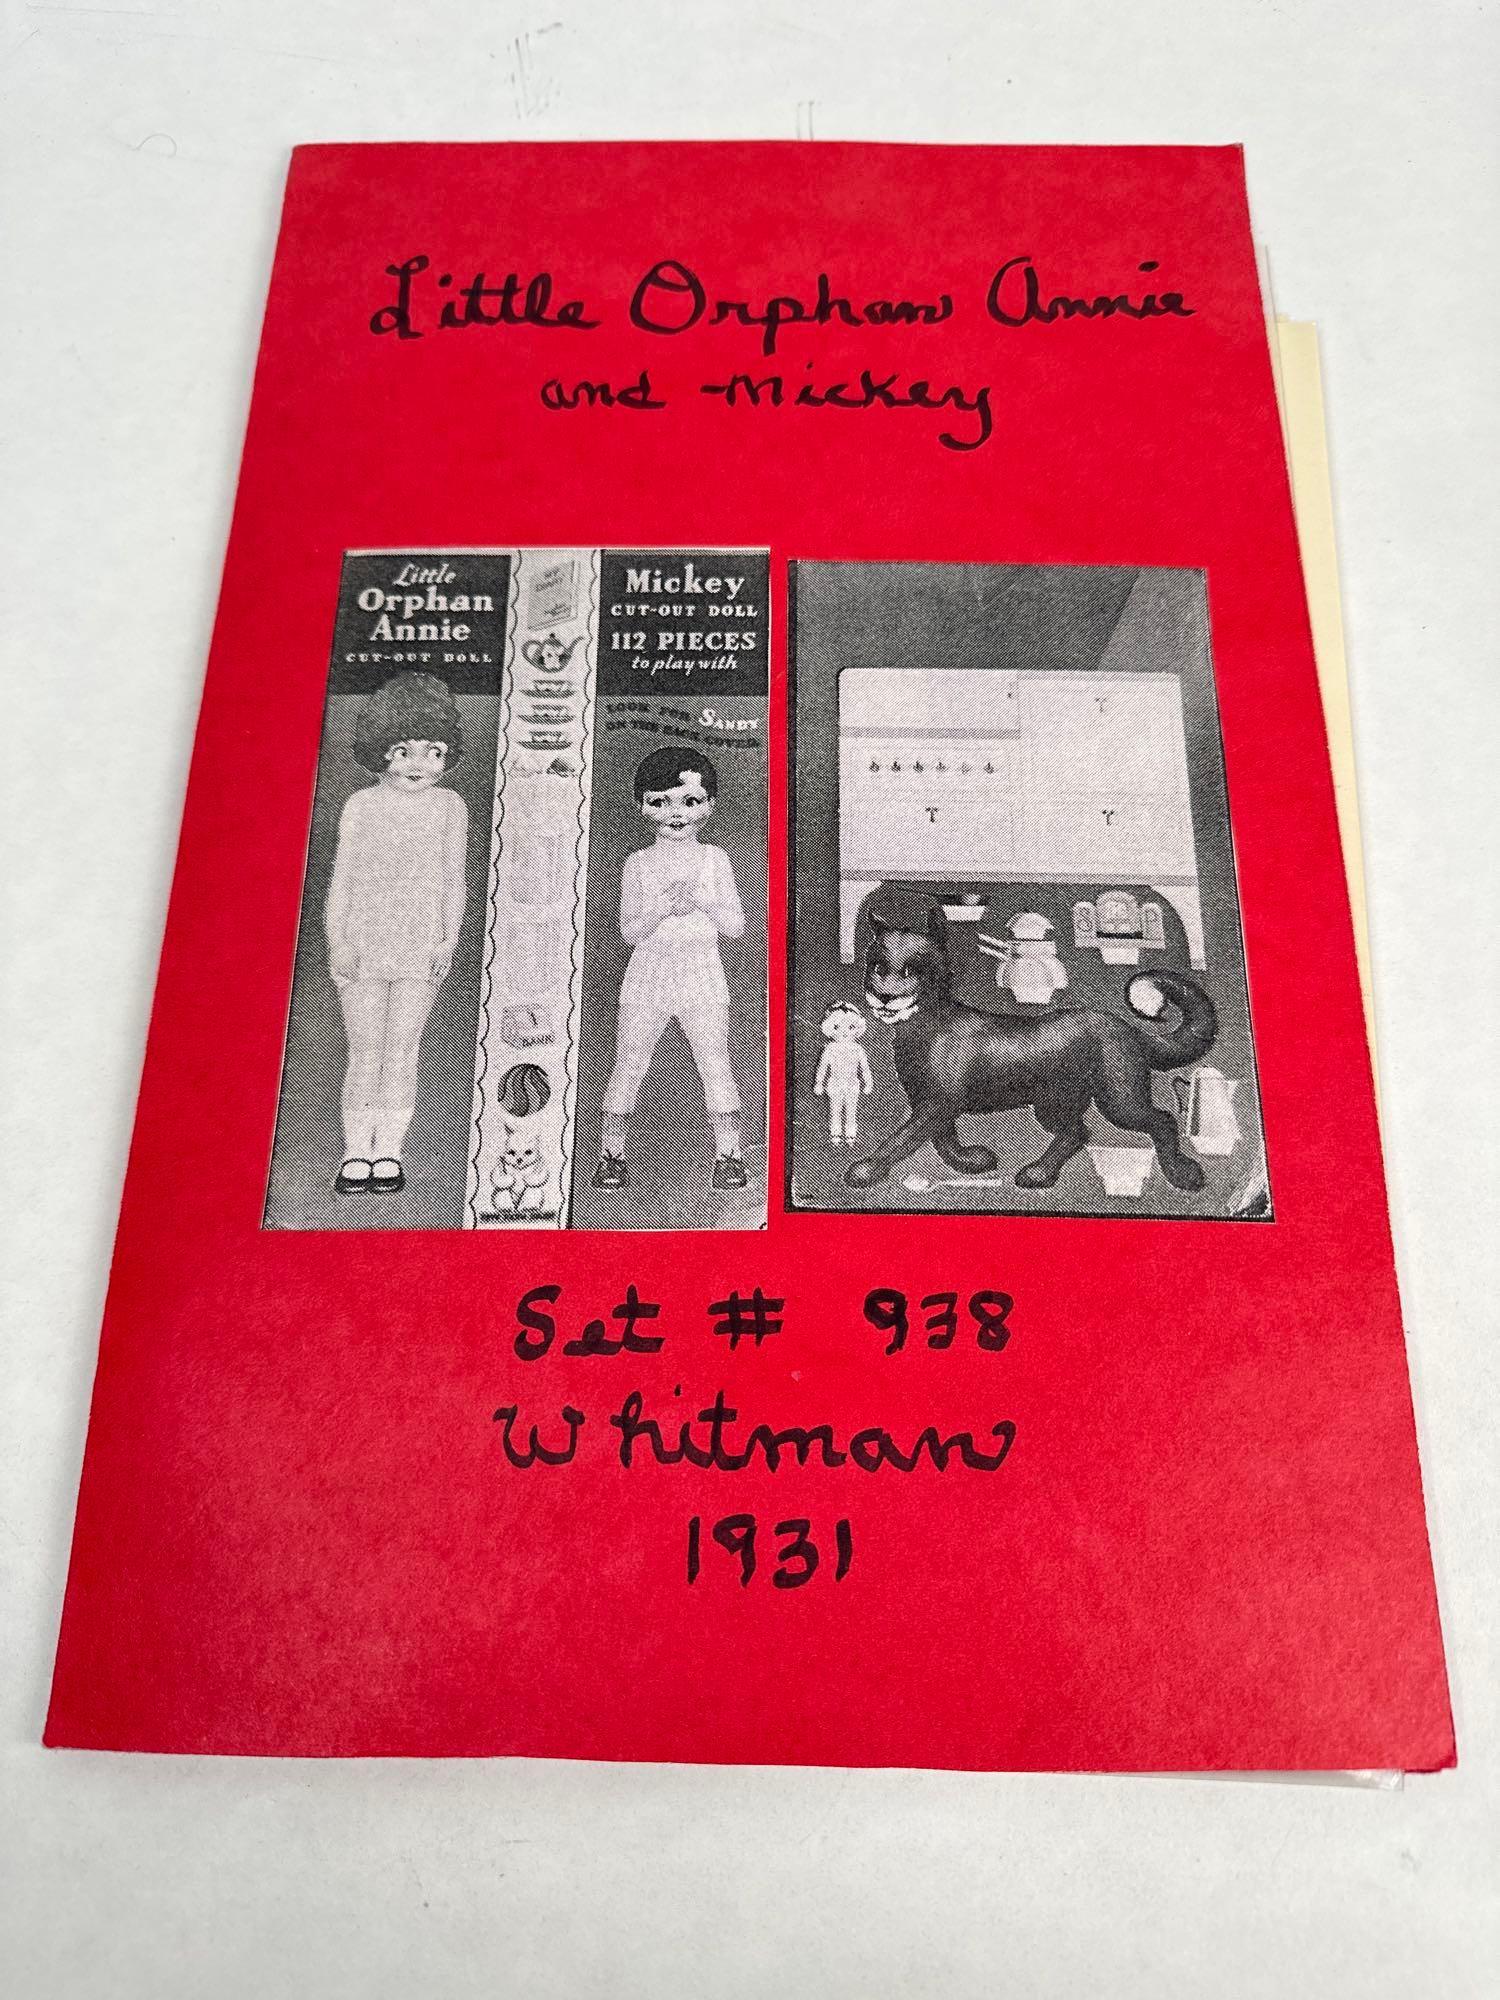 Little Orphan Annie
and Mickey
Little
Orphan
Annie
CUT-OUT DOLL
Mickey
CUT-OUT DOLL
112 PIECES
to play with
LOOK FOR SANDY
ON THE BACK COVER
BANK
Set # 938
Whitman
1931